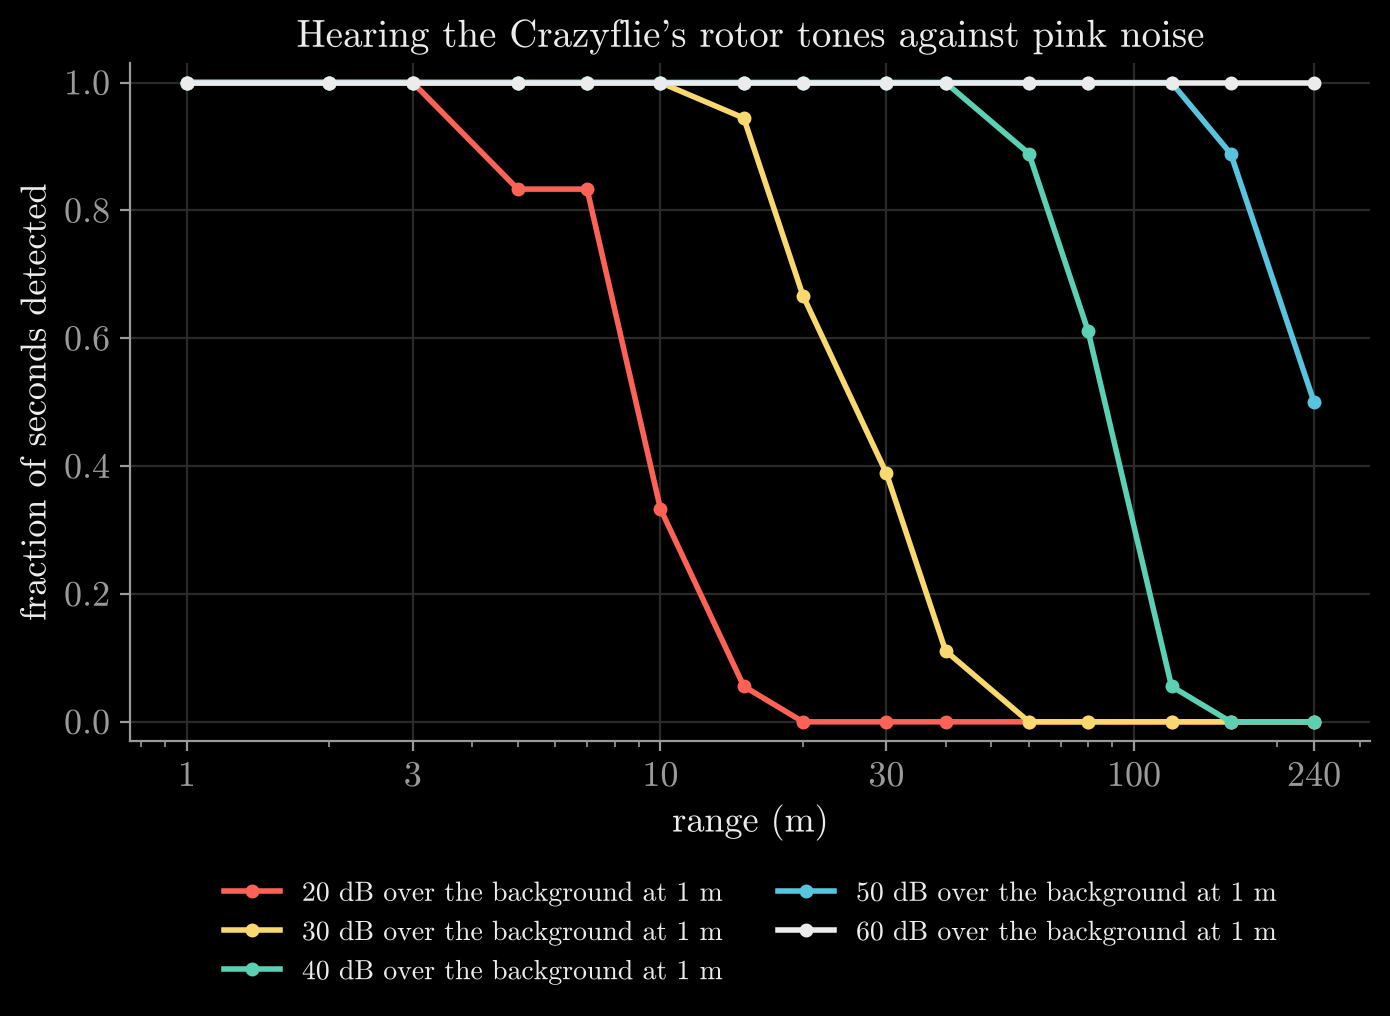 Hearing the Crazyflie's rotor tones against pink noise
fraction of seconds detected
1.0
0.8
0.6
0.4
0.2
0.0
1 3 10 30 100 240
range (m)
20 dB over the background at 1 m
30 dB over the background at 1 m
40 dB over the background at 1 m
50 dB over the background at 1 m
60 dB over the background at 1 m